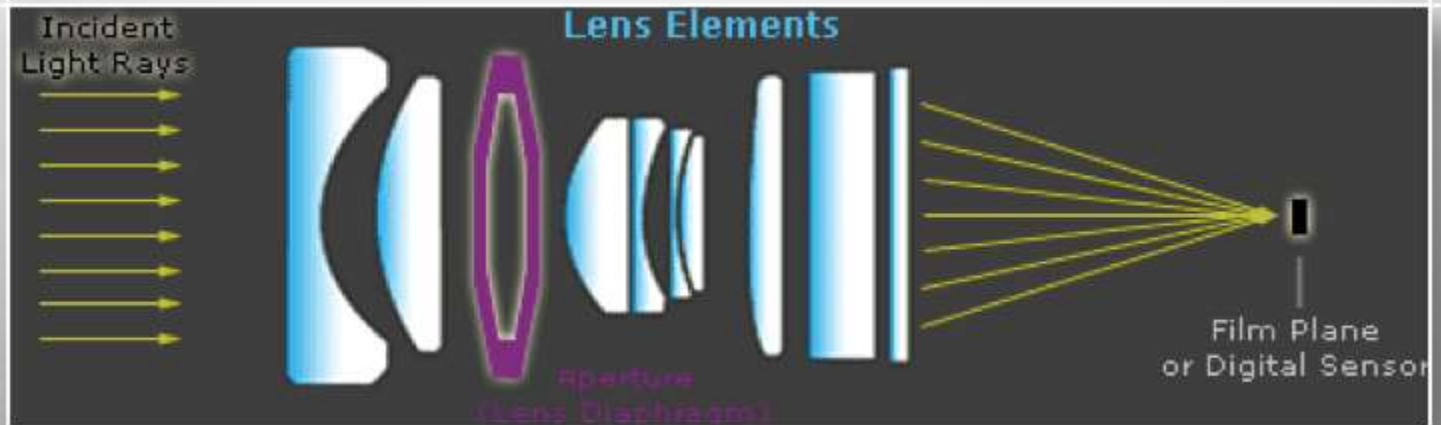 Incident
Light Rays
Lens Elements
Aperture
(Lens Diaphragm)
Film Plane
or Digital Sensor